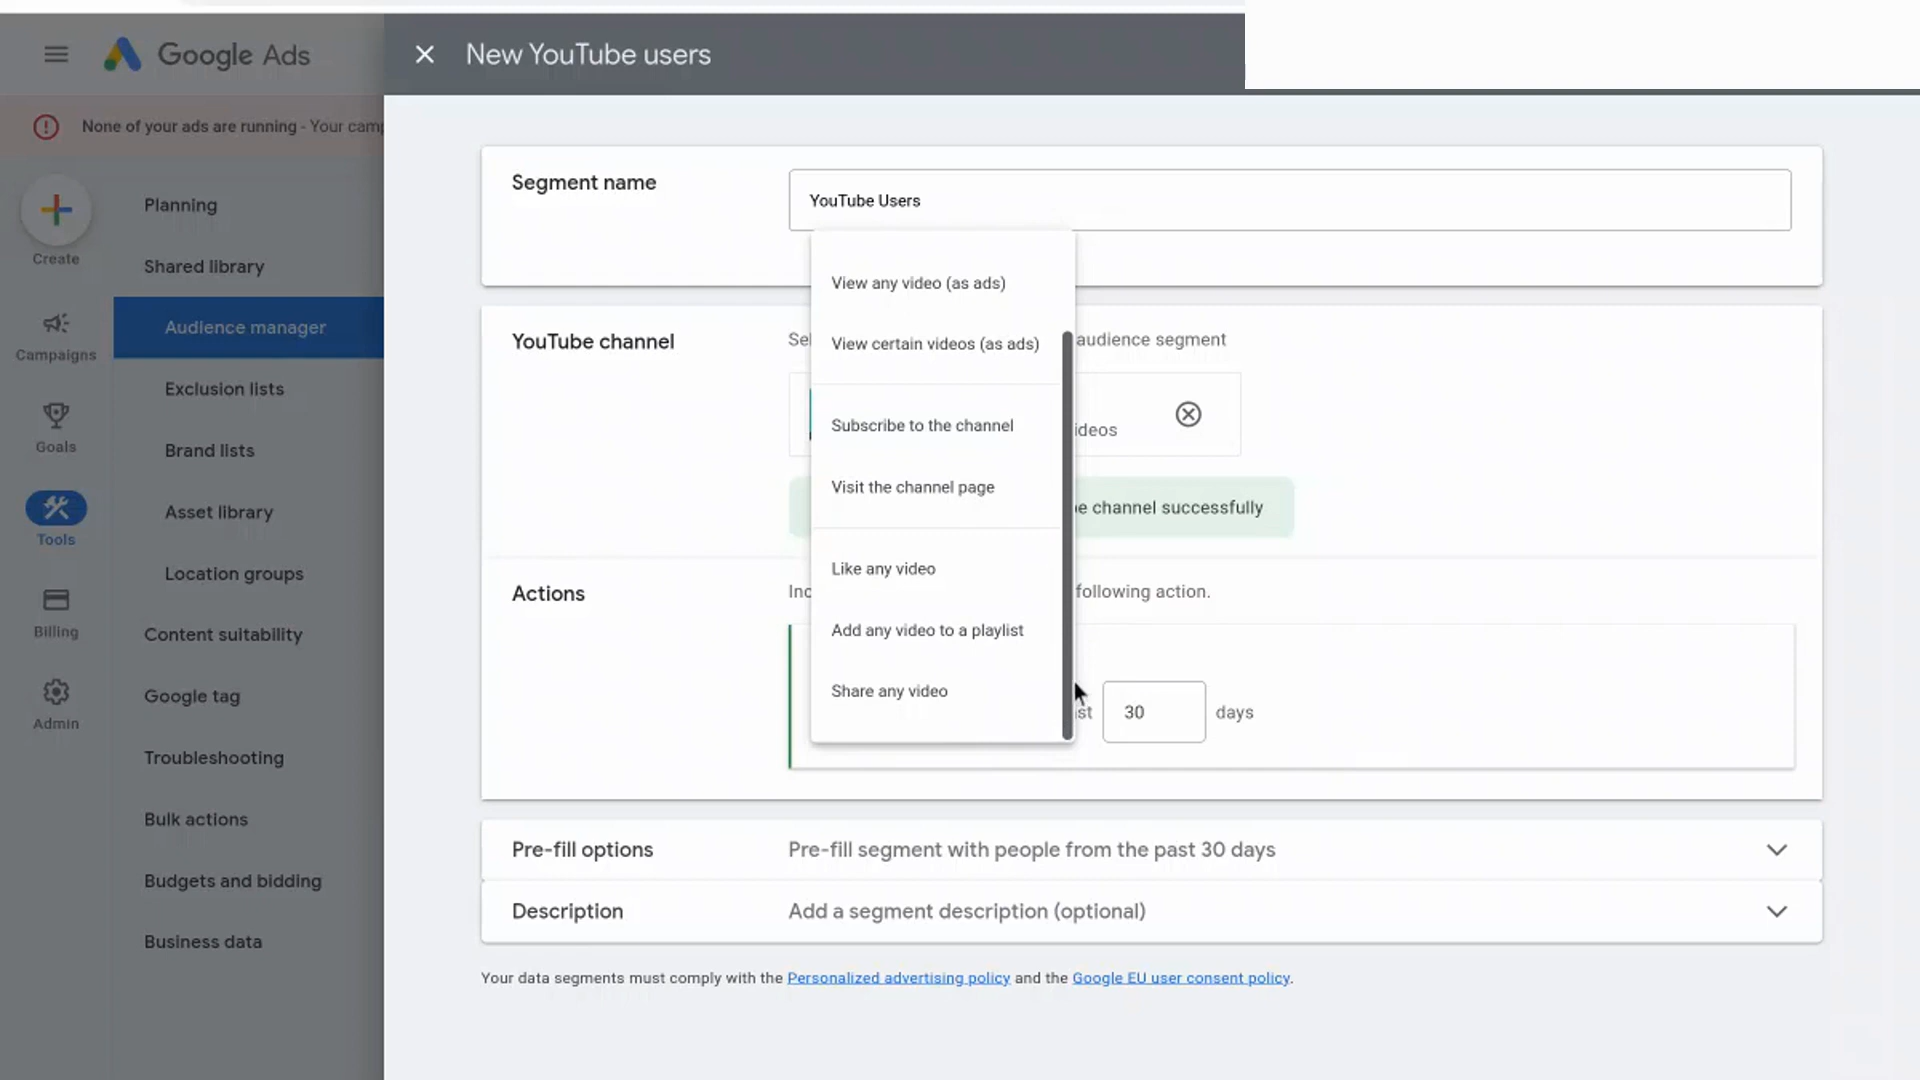 Google Ads
New YouTube users
None of your ads are running - Your camp
Create
Campaigns
Goals
Tools
Billing
Admin
Planning
Shared library
Audience manager
Exclusion lists
Brand lists
Asset library
Location groups
Content suitability
Google tag
Troubleshooting
Bulk actions
Budgets and bidding
Business data
Segment name
YouTube Users
YouTube channel
Sel
audience segment
ideos
e channel successfully
View any video (as ads)
View certain videos (as ads)
Subscribe to the channel
Visit the channel page
Like any video
Add any video to a playlist
Share any video
Actions
Inc
following action.
st
30
days
Pre-fill options
Pre-fill segment with people from the past 30 days
Description
Add a segment description (optional)
Your data segments must comply with the Personalized advertising policy and the Google EU user consent policy.